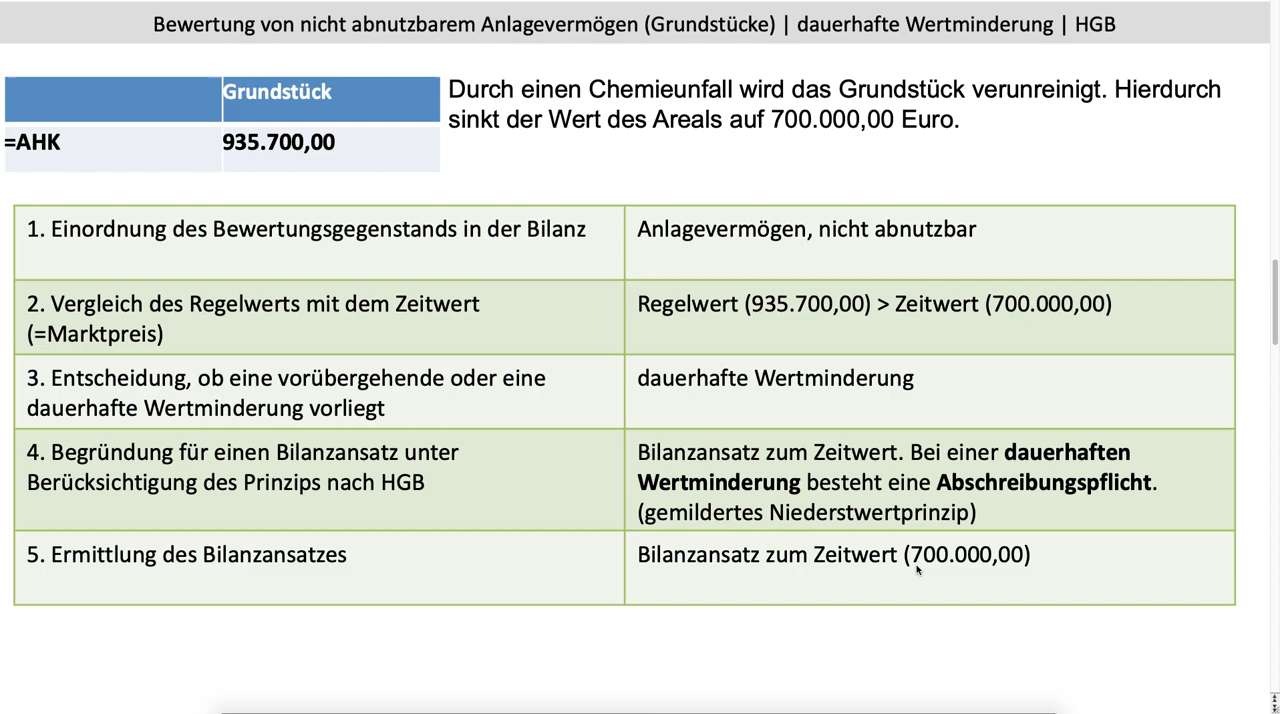 Bewertung von nicht abnutzbarem Anlagevermögen (Grundstücke) | dauerhafte Wertminderung | HGB
Grundstück
=AHK 935.700,00
Durch einen Chemieunfall wird das Grundstück verunreinigt. Hierdurch
sinkt der Wert des Areals auf 700.000,00 Euro.
1. Einordnung des Bewertungsgegenstands in der Bilanz
Anlagevermögen, nicht abnutzbar
2. Vergleich des Regelwerts mit dem Zeitwert
(=Marktpreis)
Regelwert (935.700,00) > Zeitwert (700.000,00)
3. Entscheidung, ob eine vorübergehende oder eine
dauerhafte Wertminderung vorliegt
dauerhafte Wertminderung
4. Begründung für einen Bilanzansatz unter
Berücksichtigung des Prinzips nach HGB
Bilanzansatz zum Zeitwert. Bei einer dauerhaften
Wertminderung besteht eine Abschreibungspflicht.
(gemildertes Niederstwertprinzip)
5. Ermittlung des Bilanzansatzes
Bilanzansatz zum Zeitwert (700.000,00)